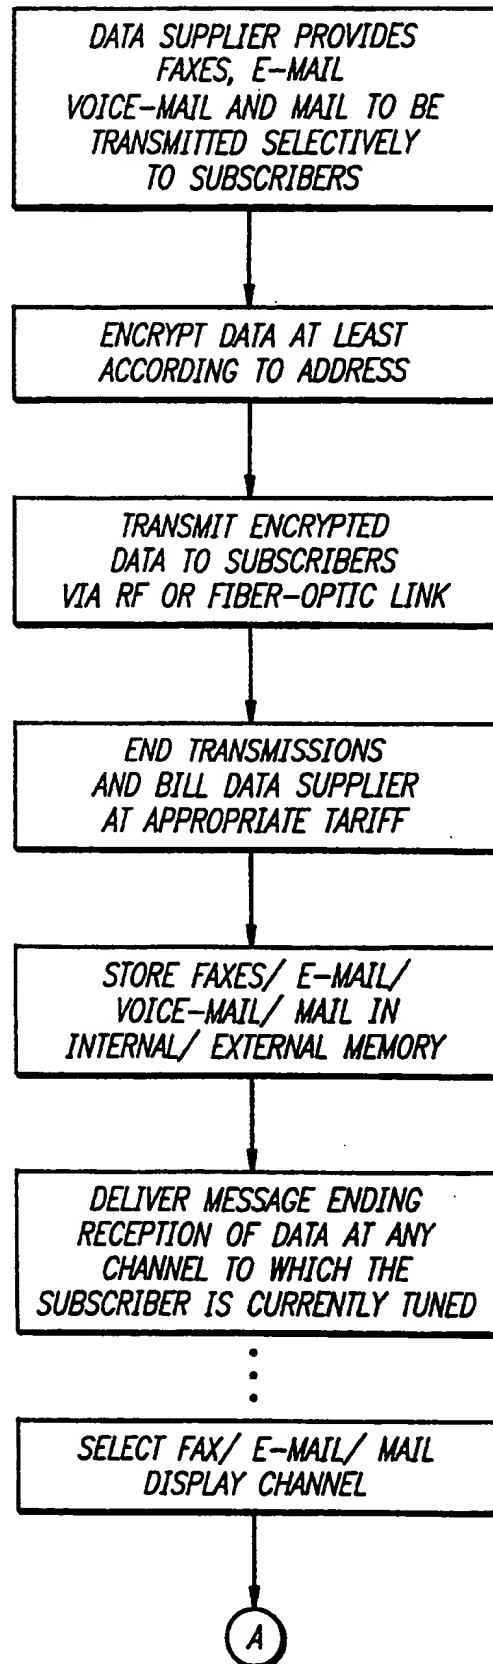 DATA SUPPLIER PROVIDES
FAXES, E-MAIL
VOICE-MAIL AND MAIL TO BE
TRANSMITTED SELECTIVELY
TO SUBSCRIBERS
ENCRYPT DATA AT LEAST
ACCORDING TO ADDRESS
TRANSMIT ENCRYPTED
DATA TO SUBSCRIBERS
VIA RF OR FIBER-OPTIC LINK
END TRANSMISSIONS
AND BILL DATA SUPPLIER
AT APPROPRIATE TARIFF
STORE FAXES/ E-MAIL/
VOICE-MAIL/ MAIL IN
INTERNAL/ EXTERNAL MEMORY
DELIVER MESSAGE ENDING
RECEPTION OF DATA AT ANY
CHANNEL TO WHICH THE
SUBSCRIBER IS CURRENTLY TUNED
SELECT FAX/ E-MAIL/ MAIL
DISPLAY CHANNEL
A